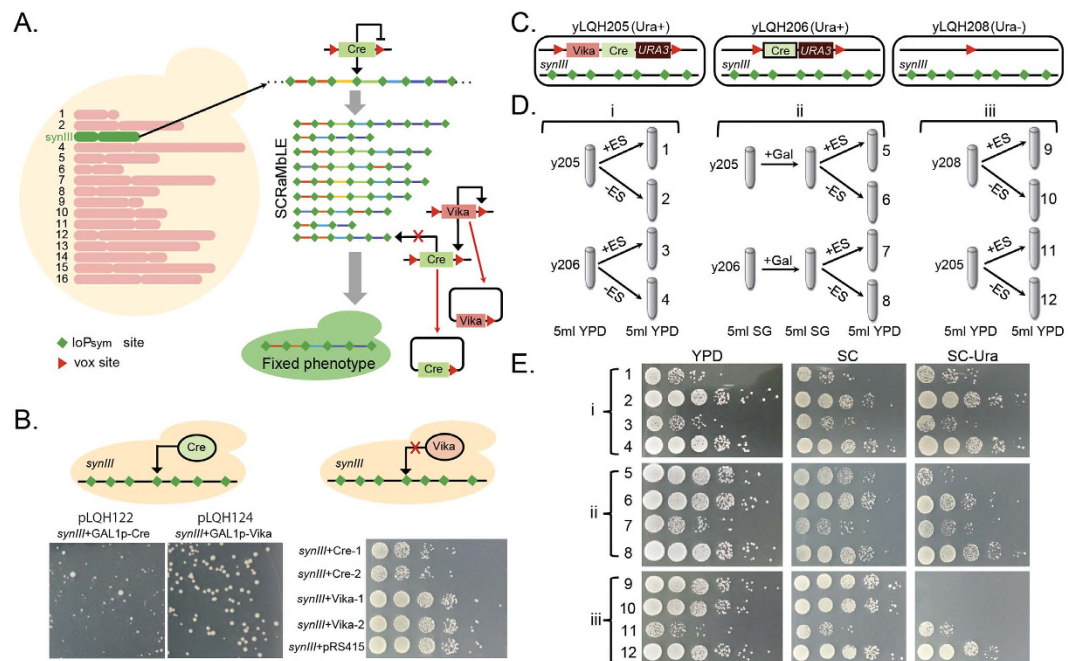 A.
1
2
synIII
4
5
6
7
8
9
10
11
12
13
14
15
16
loPsym site
vox site
Cre
SCRaMbLE
Vika
Cre
Vika
Cre
Fixed phenotype
B.
synIII
Cre
synIII
Vika
pLQH122
synIII+GAL1p-Cre
pLQH124
synIII+GAL1p-Vika
synIII+Cre-1
synIII+Cre-2
synIII+Vika-1
synIII+Vika-2
synIII+pRS415
C.
yLQH205(Ura+)
yLQH206(Ura+)
yLQH208(Ura-)
Vika
Cre
URA3
Cre
URA3
synIII
synIII
synIII
D.
i
ii
iii
y205
+ES
-ES
1
2
y206
+ES
-ES
3
4
5ml YPD
5ml YPD
y205
+Gal
+ES
-ES
5
6
y206
+Gal
+ES
-ES
7
8
5ml SG
5ml SG
5ml YPD
y208
+ES
-ES
9
10
y205
+ES
-ES
11
12
5ml YPD
5ml YPD
E.
YPD
SC
SC-Ura
i
1
2
3
4
ii
5
6
7
8
iii
9
10
11
12